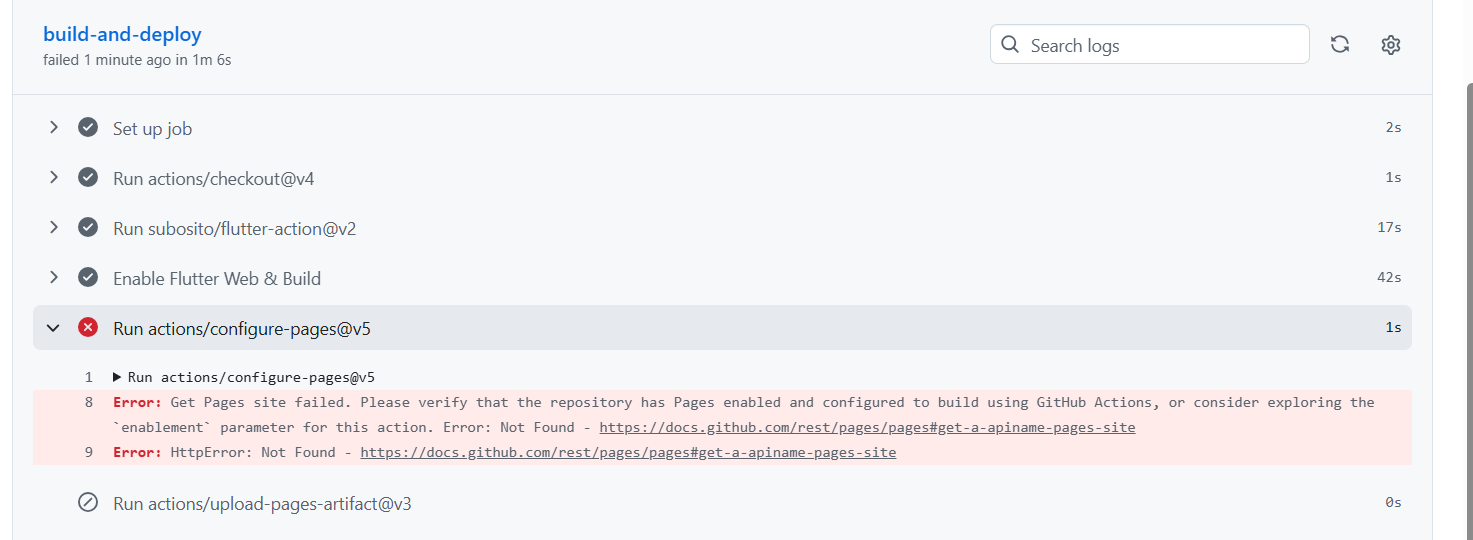 build-and-deploy
failed 1 minute ago in 1m 6s
Search logs
Set up job 2s
Run actions/checkout@v4 1s
Run subosito/flutter-action@v2 17s
Enable Flutter Web & Build 42s
Run actions/configure-pages@v5 1s
1 Run actions/configure-pages@v5
8 Error: Get Pages site failed. Please verify that the repository has Pages enabled and configured to build using GitHub Actions, or consider exploring the
`enablement` parameter for this action. Error: Not Found - https://docs.github.com/rest/pages/pages#get-a-apiname-pages-site
9 Error: HttpError: Not Found - https://docs.github.com/rest/pages/pages#get-a-apiname-pages-site
Run actions/upload-pages-artifact@v3 0s